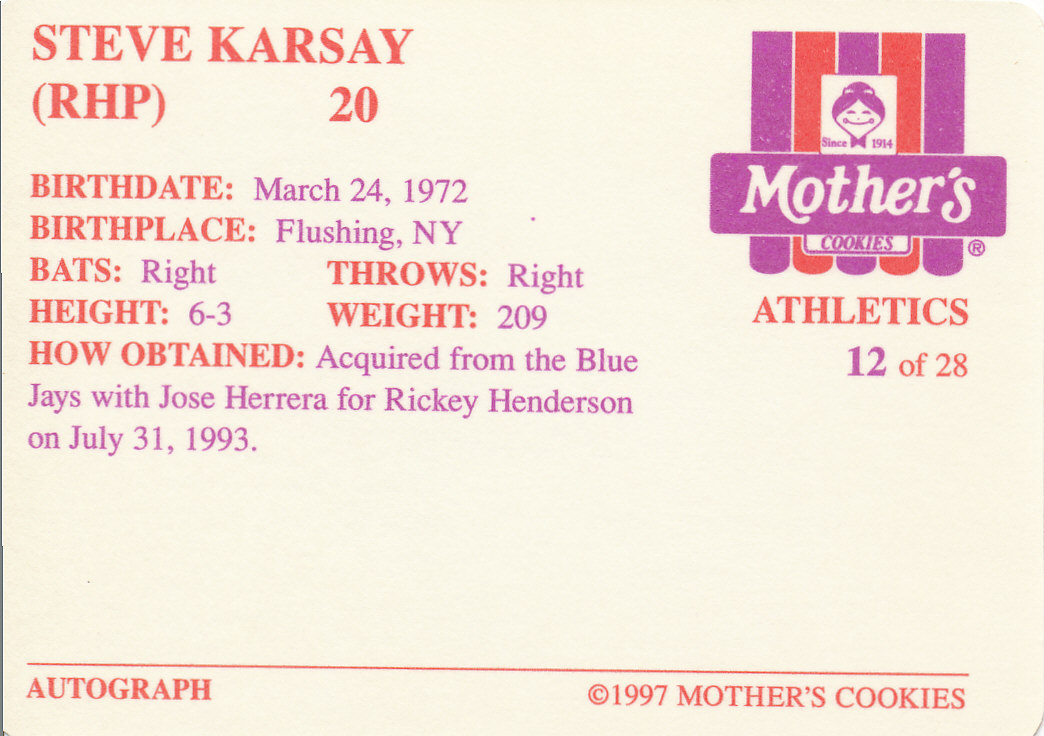 STEVE KARSAY
(RHP) 20
BIRTHDATE: March 24, 1972
BIRTHPLACE: Flushing, NY
BATS: Right THROWS: Right
HEIGHT: 6-3 WEIGHT: 209
HOW OBTAINED: Acquired from the Blue
Jays with Jose Herrera for Rickey Henderson
on July 31, 1993.
Since 1914
Mother's
COOKIES ®
ATHLETICS
12 of 28
AUTOGRAPH
©1997 MOTHER'S COOKIES